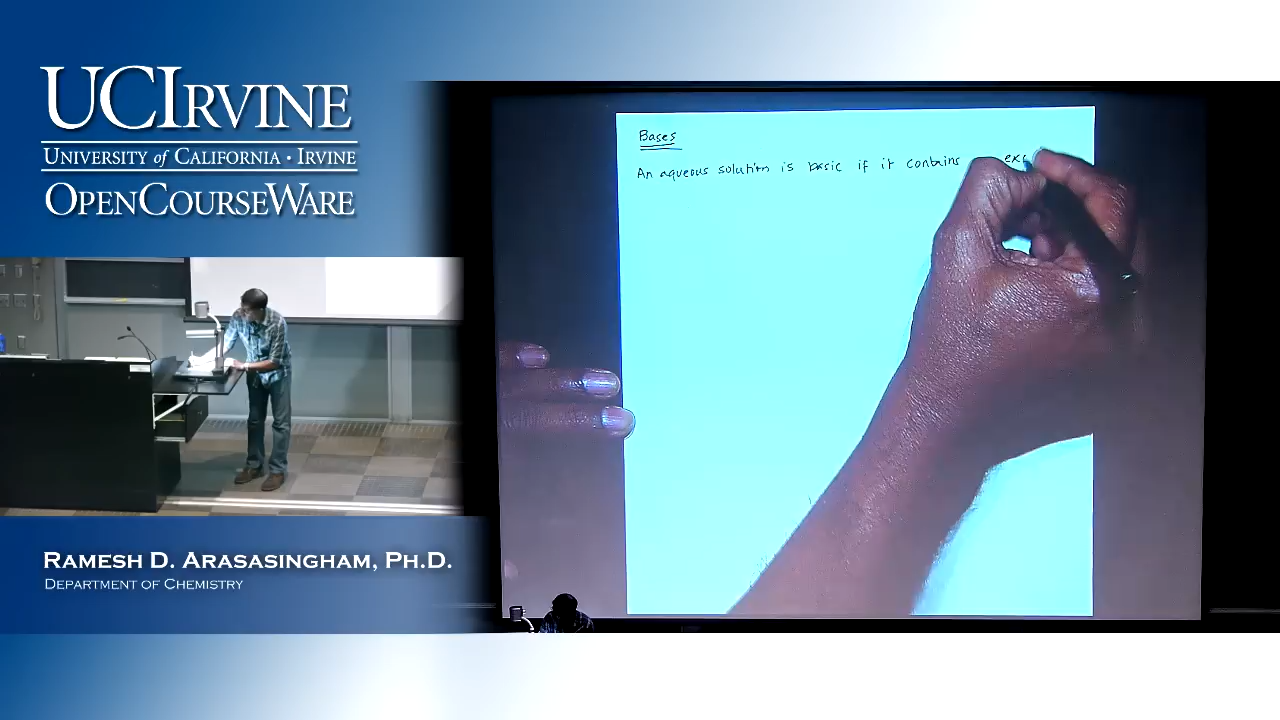 UCIRVINE
UNIVERSITY of CALIFORNIA · IRVINE
OPENCOURSEWARE
RAMESH D. ARASASINGHAM, PH.D.
DEPARTMENT OF CHEMISTRY
Bases
An aqueous solution is basic if it contains exc